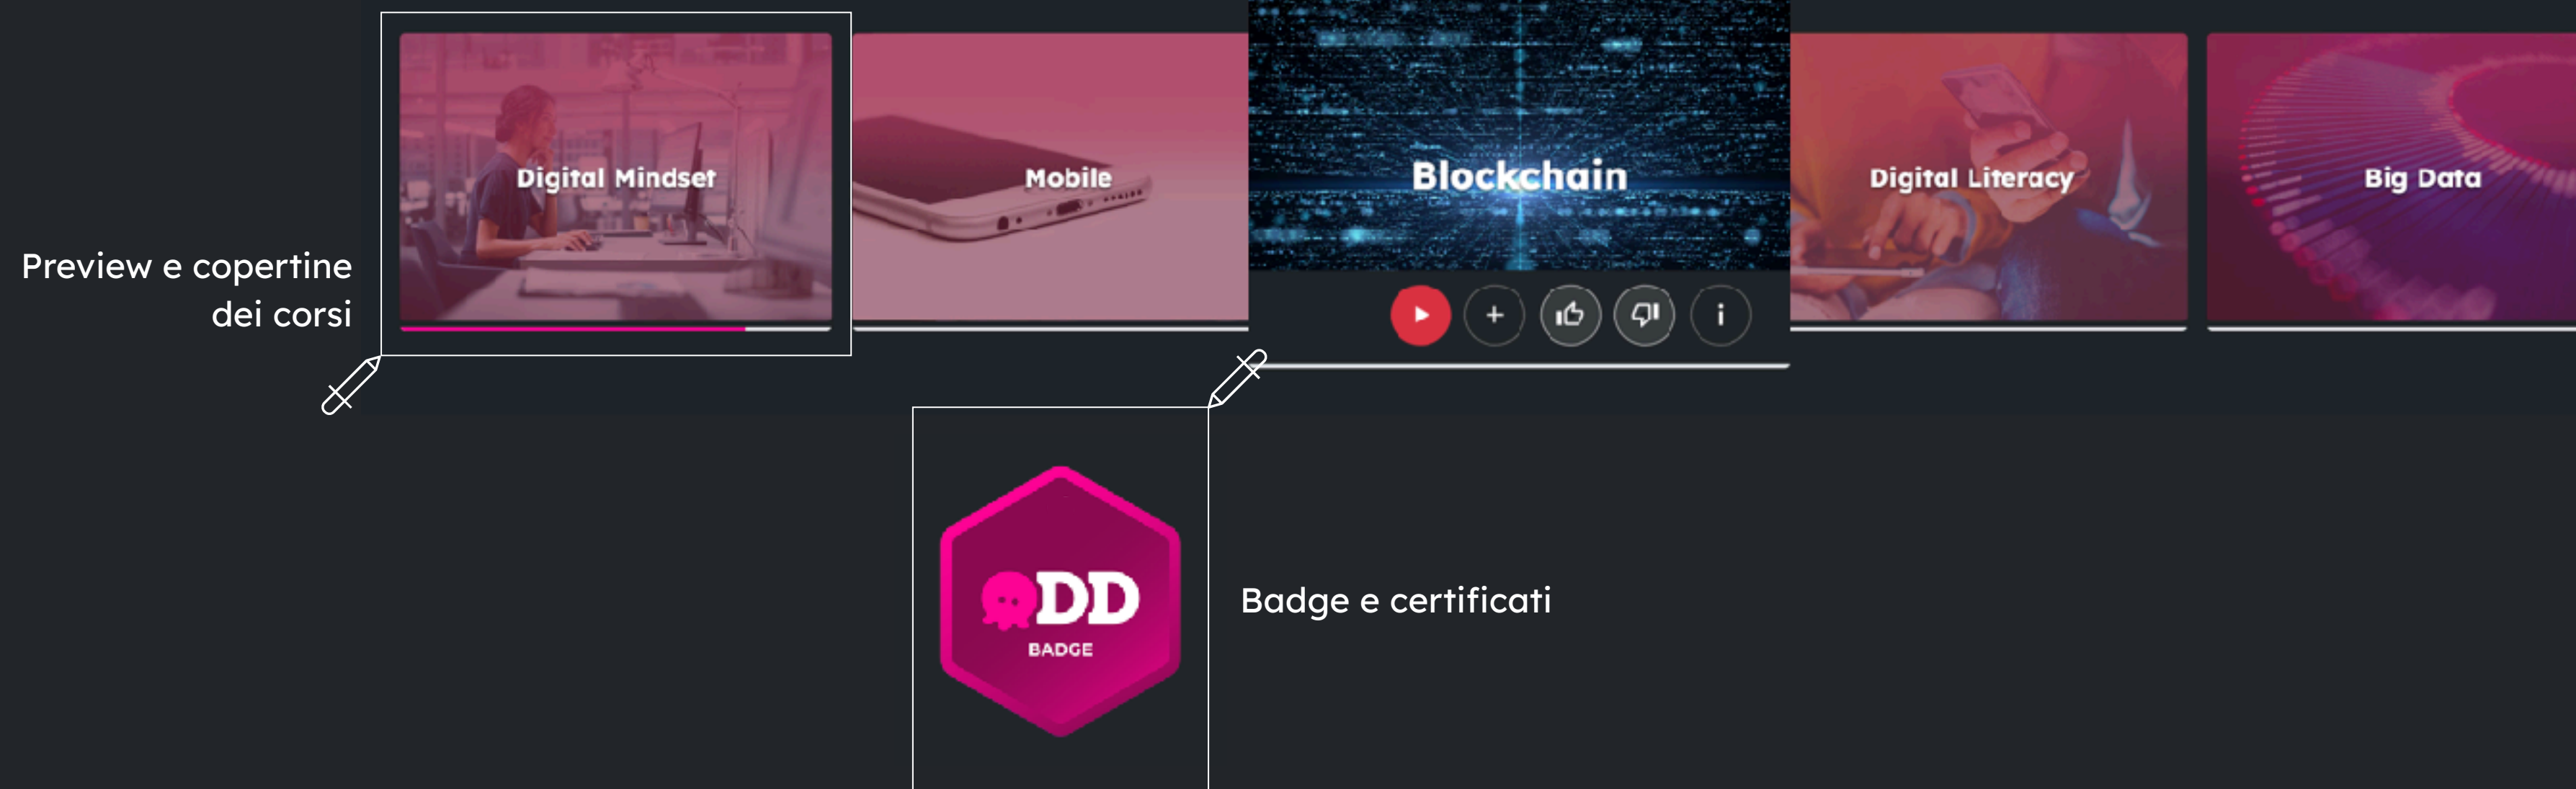 Digital Mindset
Mobile
Blockchain
Digital Literacy
Big Data
Preview e copertine
dei corsi
DD
BADGE
Badge e certificati